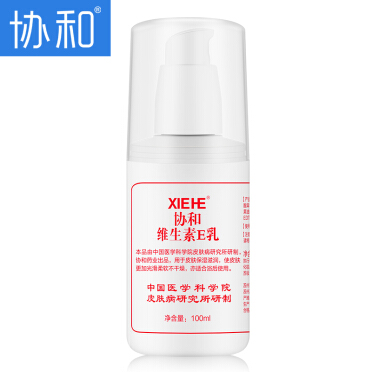 协和®
XIEHE®
协和
维生素E乳
本品由中国医学科学院皮肤病研究所研制,
协和药业出品。用于皮肤保湿滋润、使皮肤
更加光滑柔软不干燥，亦适合浴后使用。
中国医学科学院
皮肤病研究所研制
净含量：100ml